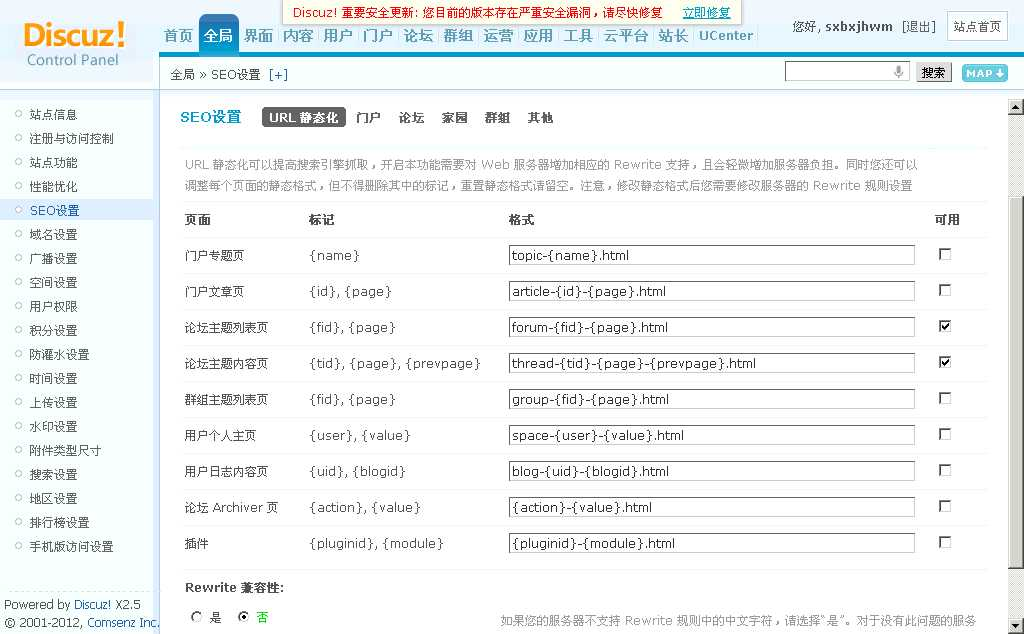 Discuz! 重要安全更新: 您目前的版本存在严重安全漏洞，请尽快修复 立即修复
Discuz!
Control Panel
首页 全局 界面 内容 用户 门户 论坛 群组 运营 应用 工具 云平台 站长 UCenter
您好, sxbxjhwm [退出] 站点首页
全局 » SEO设置 [+]
搜索 MAP
站点信息
注册与访问控制
站点功能
性能优化
SEO设置
域名设置
广播设置
空间设置
用户权限
积分设置
防灌水设置
时间设置
上传设置
水印设置
附件类型尺寸
搜索设置
地区设置
排行榜设置
手机版访问设置
Powered by Discuz! X2.5
© 2001-2012, Comsenz Inc.
SEO设置 URL 静态化 门户 论坛 家园 群组 其他
URL 静态化可以提高搜索引擎抓取，开启本功能需要对 Web 服务器增加相应的 Rewrite 支持，且会轻微增加服务器负担。同时您还可以
调整每个页面的静态格式，但不得删除其中的标记，重置静态格式请留空。注意，修改静态格式后您需要修改服务器的 Rewrite 规则设置
页面 标记 格式 可用
门户专题页 {name} topic-{name}.html
门户文章页 {id}, {page} article-{id}-{page}.html
论坛主题列表页 {fid}, {page} forum-{fid}-{page}.html
论坛主题内容页 {tid}, {page}, {prevpage} thread-{tid}-{page}-{prevpage}.html
群组主题列表页 {fid}, {page} group-{fid}-{page}.html
用户个人主页 {user}, {value} space-{user}-{value}.html
用户日志内容页 {uid}, {blogid} blog-{uid}-{blogid}.html
论坛 Archiver 页 {action}, {value} {action}-{value}.html
插件 {pluginid}, {module} {pluginid}-{module}.html
Rewrite 兼容性:
是 否 如果您的服务器不支持 Rewrite 规则中的中文字符，请选择"是"。对于没有此问题的服务